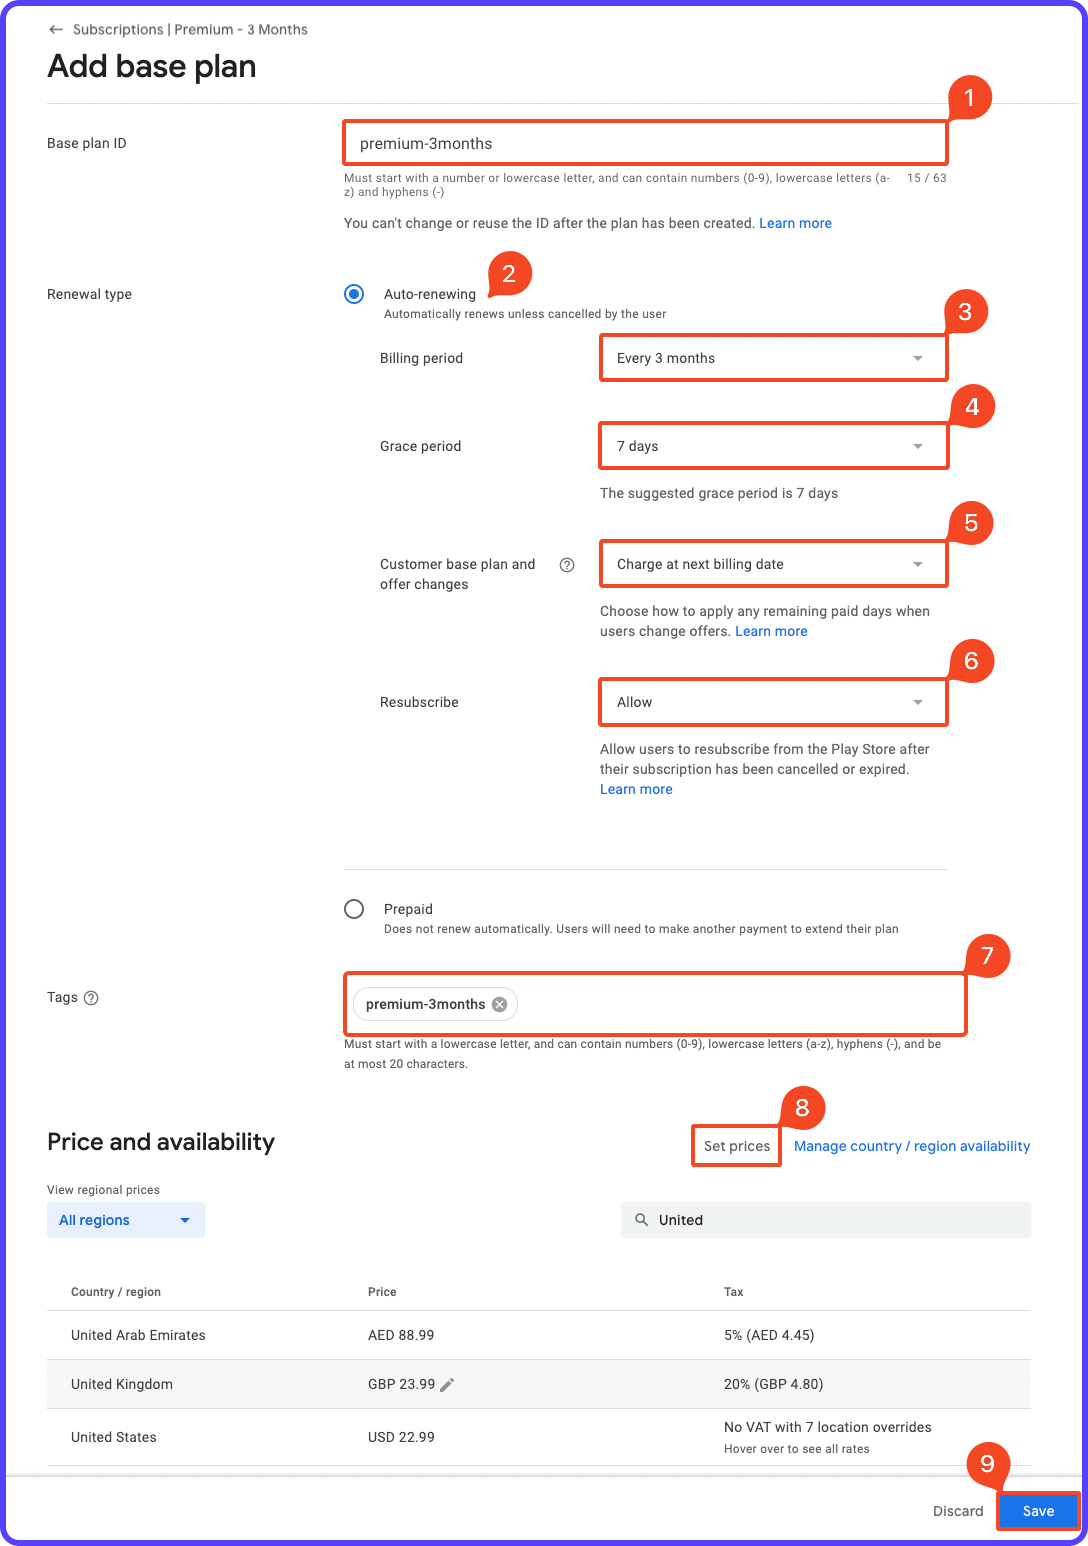 Subscriptions | Premium - 3 Months
Add base plan
1
Base plan ID
premium-3months
Must start with a number or lowercase letter, and can contain numbers (0-9), lowercase letters (a-
z) and hyphens (-)
15 / 63
You can't change or reuse the ID after the plan has been created. Learn more
2
Renewal type
Auto-renewing
Automatically renews unless cancelled by the user
3
Billing period
Every 3 months
4
Grace period
7 days
The suggested grace period is 7 days
5
Customer base plan and
offer changes
Charge at next billing date
Choose how to apply any remaining paid days when
users change offers. Learn more
6
Resubscribe
Allow
Allow users to resubscribe from the Play Store after
their subscription has been cancelled or expired.
Learn more
Prepaid
Does not renew automatically. Users will need to make another payment to extend their plan
7
Tags
premium-3months
Must start with a lowercase letter, and can contain numbers (0-9), lowercase letters (a-z), hyphens (-), and be
at most 20 characters.
8
Price and availability
Set prices
Manage country / region availability
View regional prices
All regions
United
Country / region Price Tax
United Arab Emirates AED 88.99 5% (AED 4.45)
United Kingdom GBP 23.99 20% (GBP 4.80)
United States USD 22.99 No VAT with 7 location overrides
Hover over to see all rates
9
Discard
Save